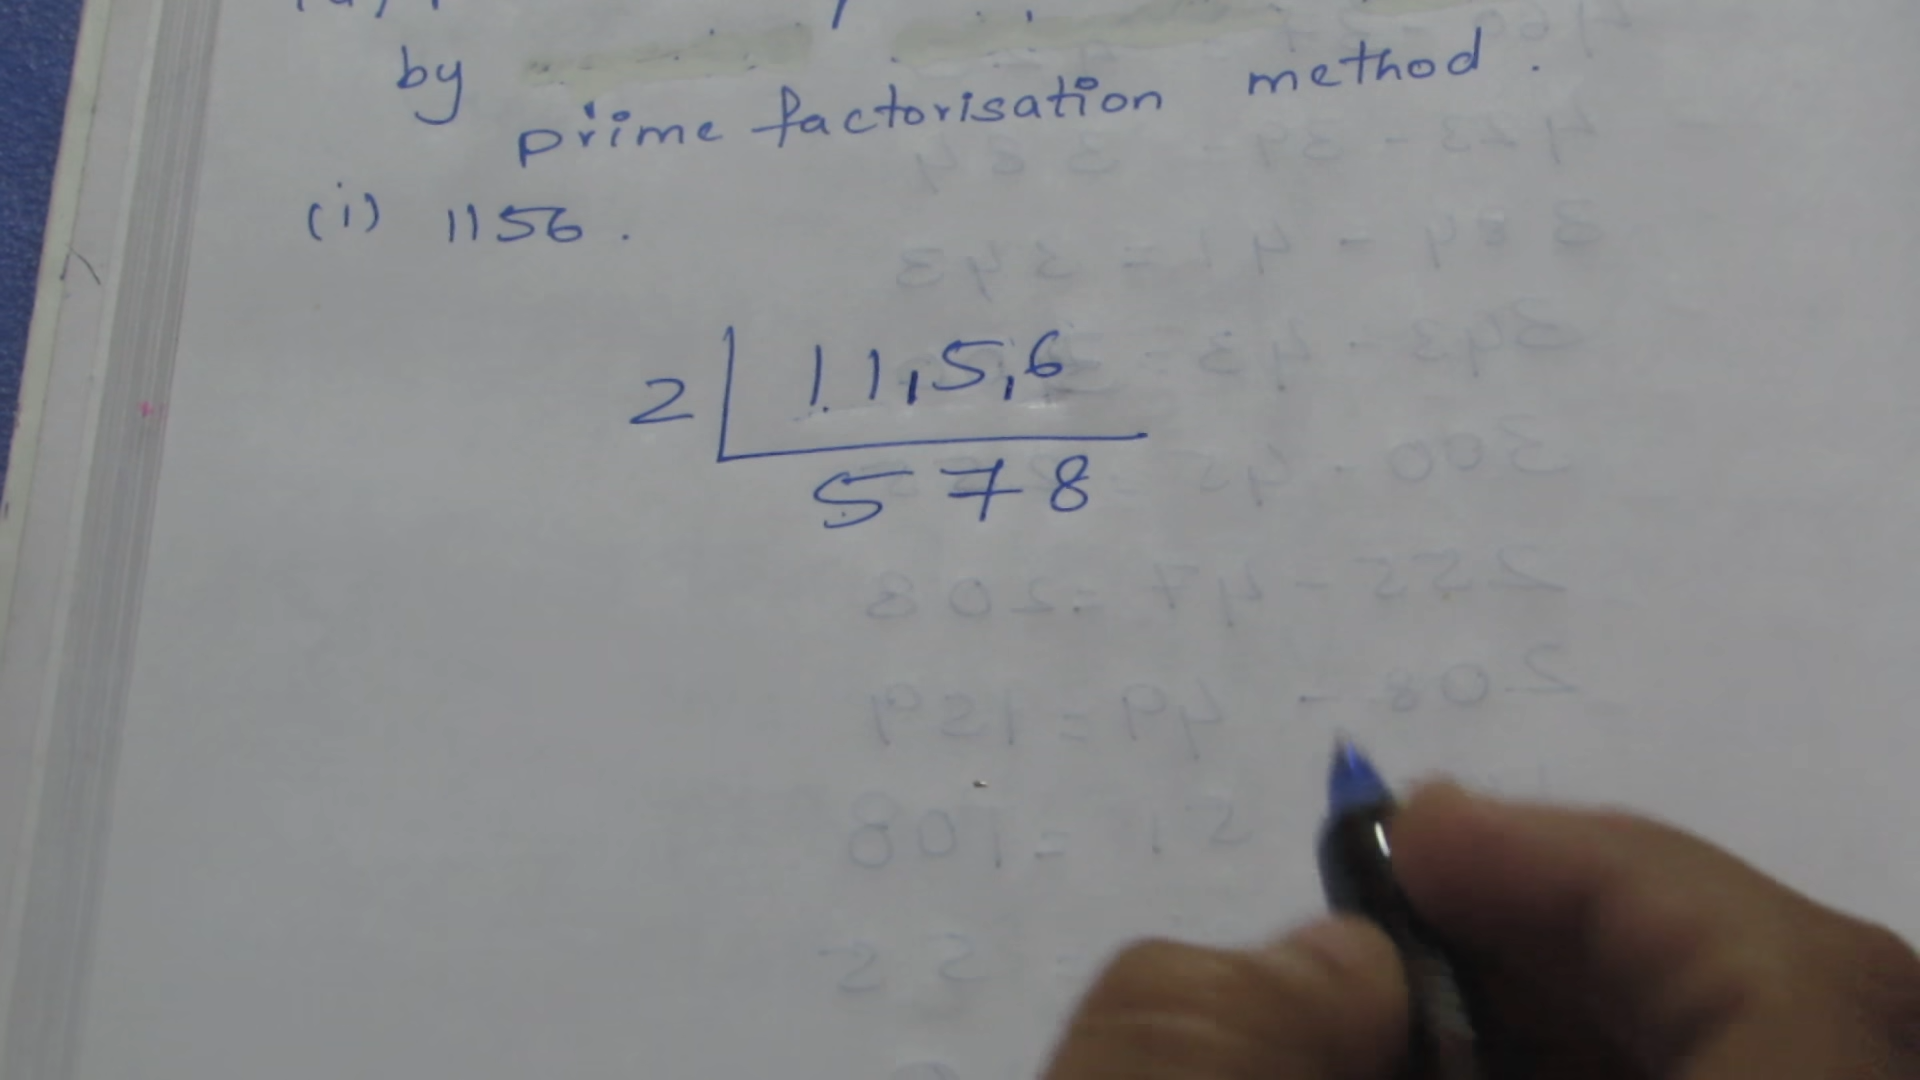 by
prime factorisation method.
(i) 1156.
2 | 11,5,6
578